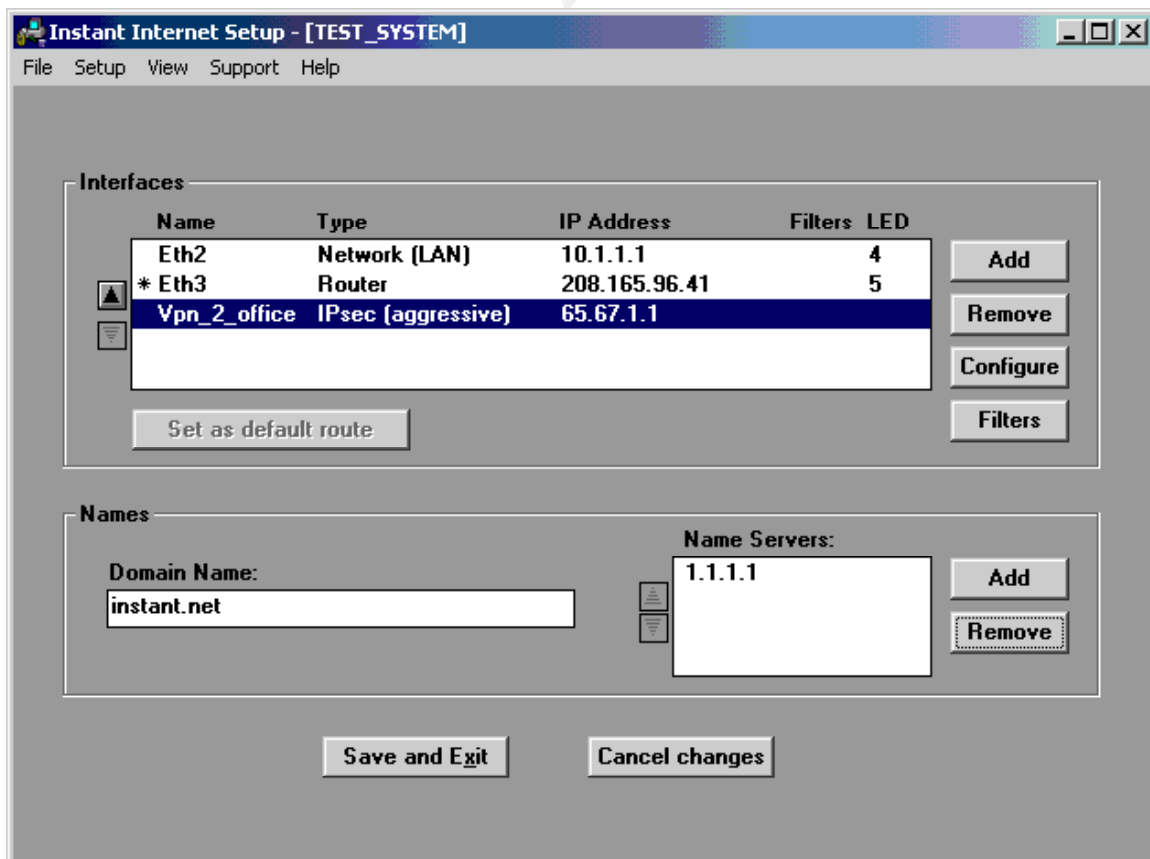 Instant Internet Setup - [TEST_SYSTEM]
File Setup View Support Help
Interfaces
Name Type IP Address Filters LED
Eth2 Network (LAN) 10.1.1.1 4
* Eth3 Router 208.165.96.41 5
Vpn_2_office IPsec (aggressive) 65.67.1.1
Add
Remove
Configure
Filters
Set as default route
Names
Domain Name:
instant.net
Name Servers:
1.1.1.1
Add
Remove
Save and Exit
Cancel changes